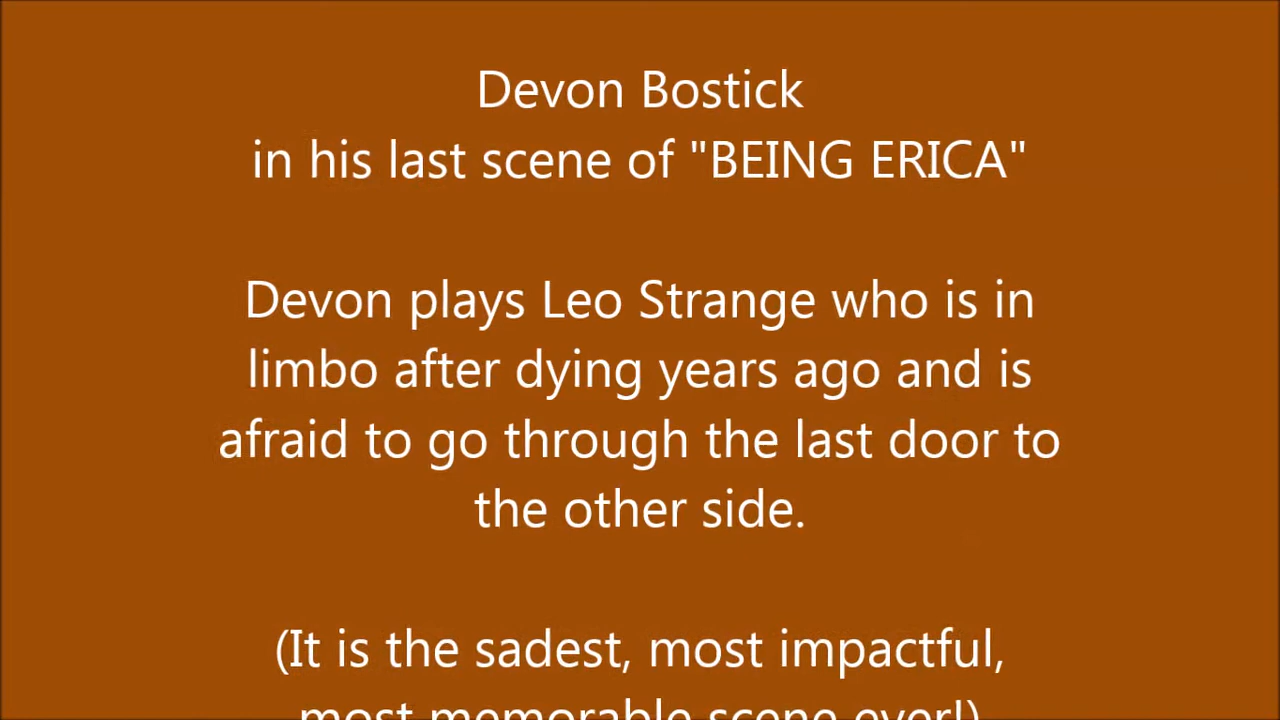 Devon Bostick
in his last scene of "BEING ERICA"
Devon plays Leo Strange who is in
limbo after dying years ago and is
afraid to go through the last door to
the other side.
(It is the sadest, most impactful,
most memorable scene ever!)